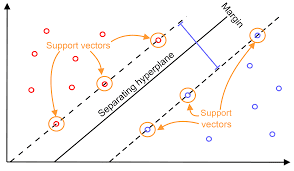 Margin
Support vectors
Separating hyperplane
Support
vectors